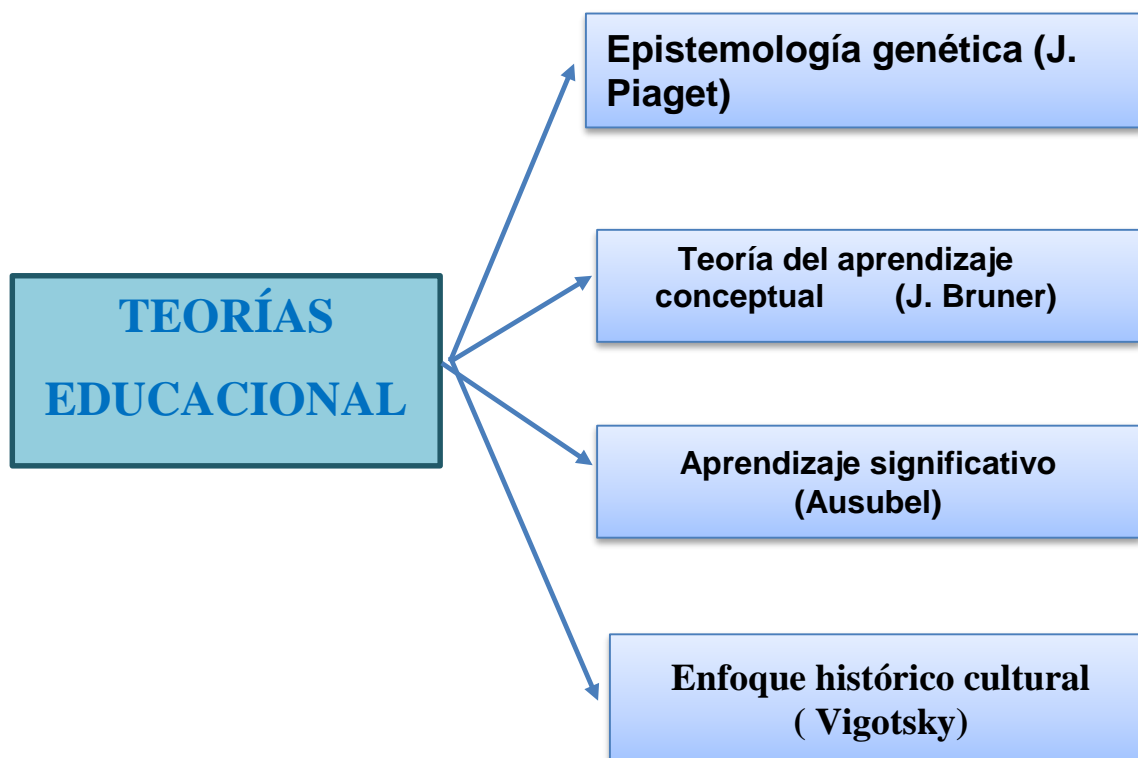 Epistemología genética (J.
Piaget)
Teoría del aprendizaje
conceptual (J. Bruner)
TEORÍAS
EDUCACIONAL
Aprendizaje significativo
(Ausubel)
Enfoque histórico cultural
( Vigotsky)